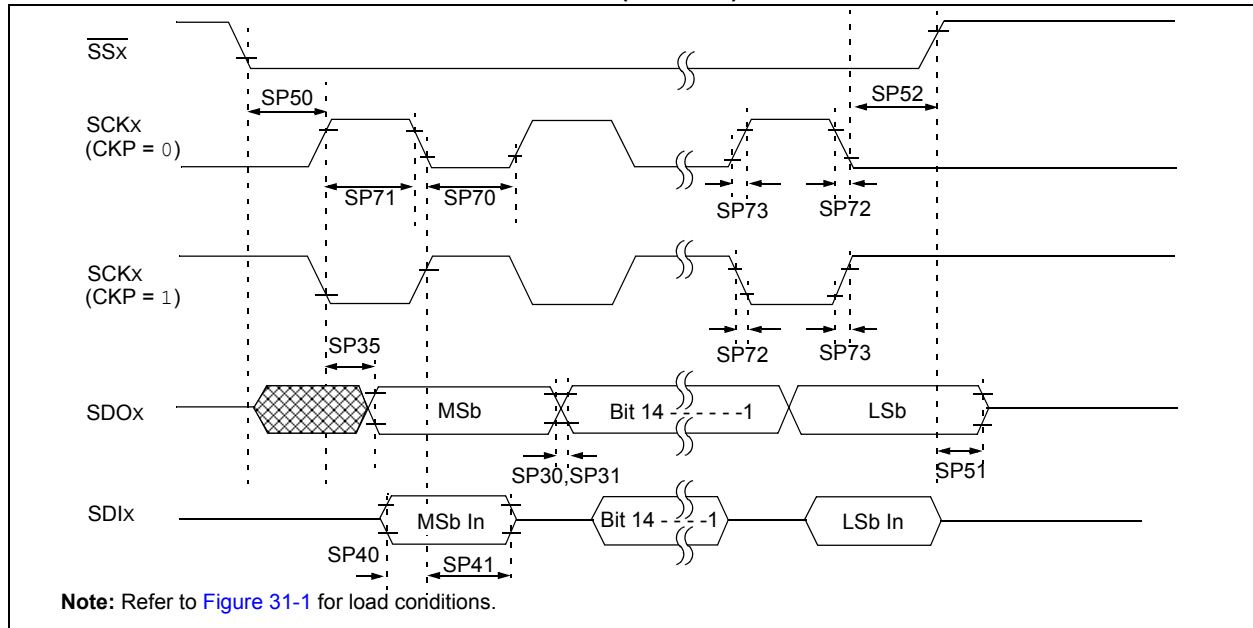 SSx
SP50
SP52
SCKx
(CKP = 0)
SP71
SP70
SP73
SP72
SCKx
(CKP = 1)
SP35
SP72
SP73
SDOx
MSb
Bit 14 - - - - - -1
LSb
SP30,SP31
SP51
SDIx
MSb In
Bit 14 - - - -1
LSb In
SP40
SP41
Note: Refer to Figure 31-1 for load conditions.